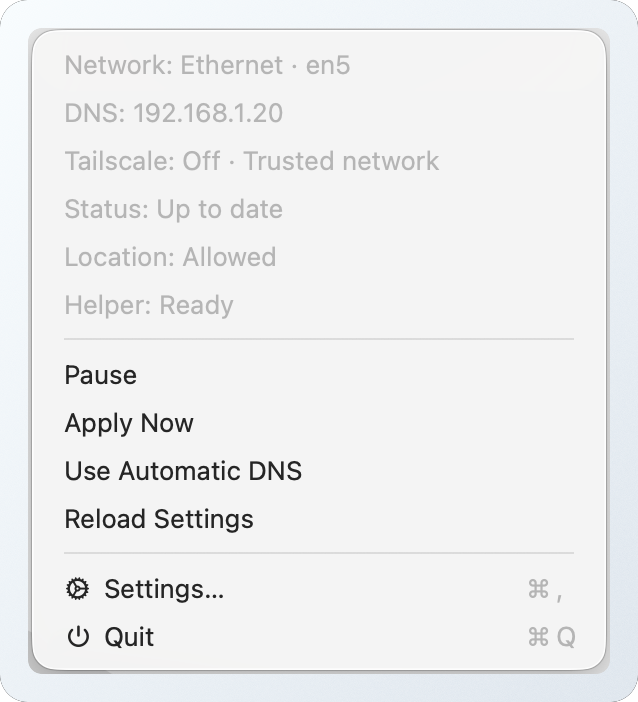 Network: Ethernet · en5
DNS: 192.168.1.20
Tailscale: Off · Trusted network
Status: Up to date
Location: Allowed
Helper: Ready
Pause
Apply Now
Use Automatic DNS
Reload Settings
Settings... ⌘ ,
Quit ⌘ Q